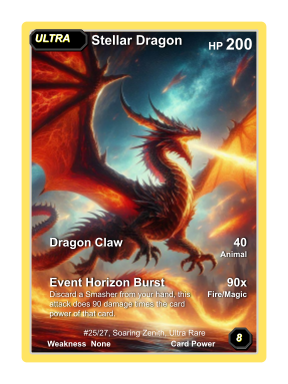 ULTRA Stellar Dragon HP 200
Dragon Claw 40
Animal
Event Horizon Burst 90x
Discard a Smasher from your hand, this Fire/Magic
attack does 90 damage times the card
power of that card.
#25/27, Soaring Zenith, Ultra Rare
Weakness None Card Power 8